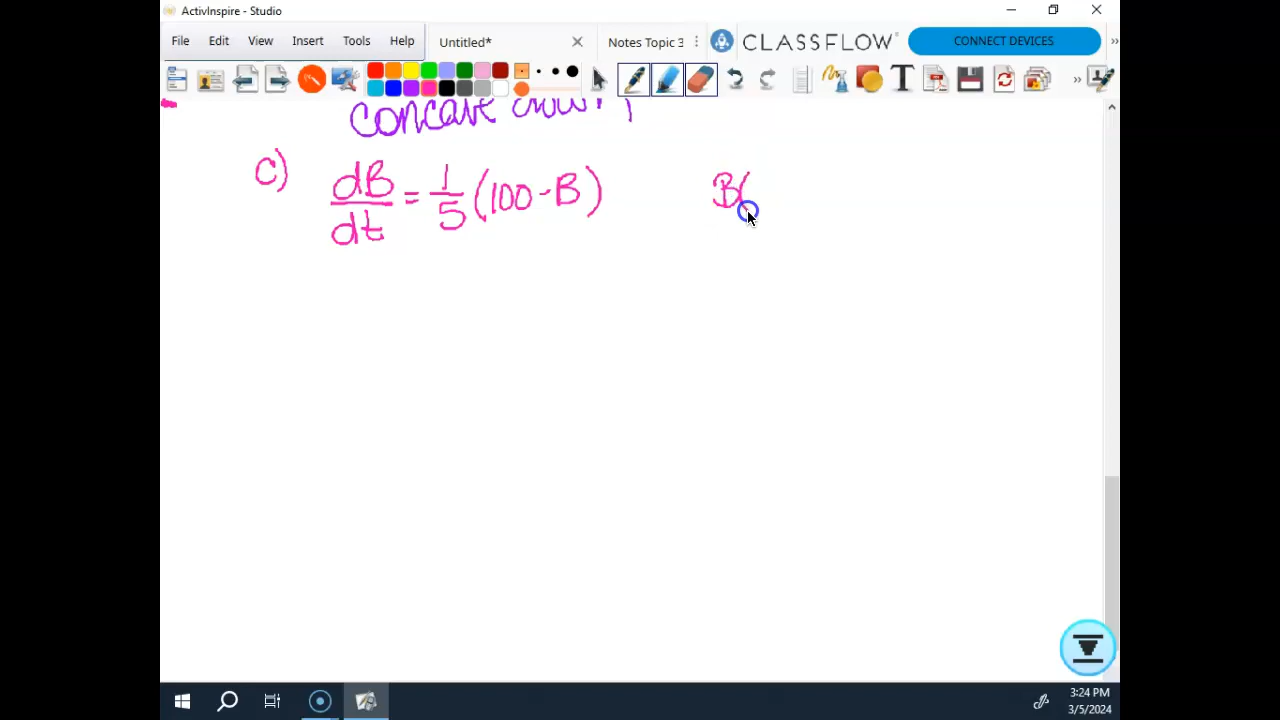 ActivInspire - Studio
File Edit View Insert Tools Help Untitled* Notes Topic 3 CLASSFLOW CONNECT DEVICES
concave
c) dB/dt = 1/5 (100 - B) B(
3:24 PM
3/5/2024